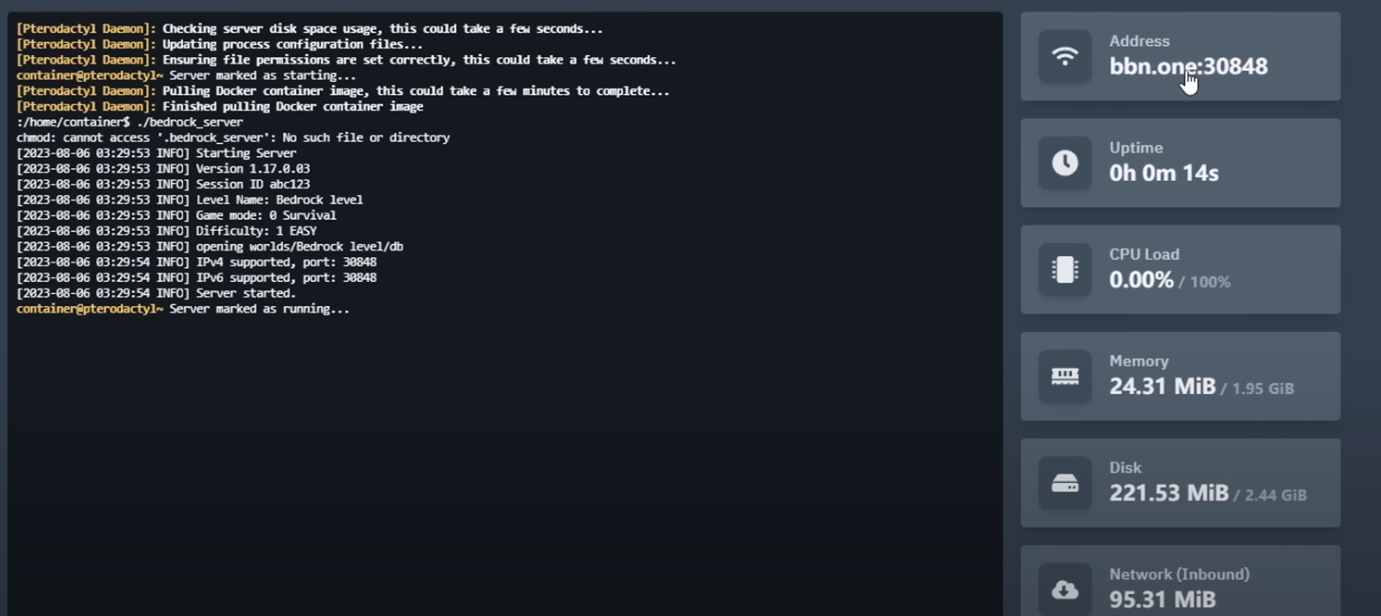 [Pterodactyl Daemon]: Checking server disk space usage, this could take a few seconds...
[Pterodactyl Daemon]: Updating process configuration files...
[Pterodactyl Daemon]: Ensuring file permissions are set correctly, this could take a few seconds...
container@pterodactyl~ Server marked as starting...
[Pterodactyl Daemon]: Pulling Docker container image, this could take a few minutes to complete...
[Pterodactyl Daemon]: Finished pulling Docker container image
:/home/container$ ./bedrock_server
chmod: cannot access '.bedrock_server': No such file or directory
[2023-08-06 03:29:53 INFO] Starting Server
[2023-08-06 03:29:53 INFO] Version 1.17.0.03
[2023-08-06 03:29:53 INFO] Session ID abc123
[2023-08-06 03:29:53 INFO] Level Name: Bedrock level
[2023-08-06 03:29:53 INFO] Game mode: 0 Survival
[2023-08-06 03:29:53 INFO] Difficulty: 1 EASY
[2023-08-06 03:29:53 INFO] opening worlds/Bedrock level/db
[2023-08-06 03:29:54 INFO] IPv4 supported, port: 30848
[2023-08-06 03:29:54 INFO] IPv6 supported, port: 30848
[2023-08-06 03:29:54 INFO] Server started.
container@pterodactyl~ Server marked as running...
Address
bbn.one:30848
Uptime
0h 0m 14s
CPU Load
0.00% / 100%
Memory
24.31 MiB / 1.95 GiB
Disk
221.53 MiB / 2.44 GiB
Network (Inbound)
95.31 MiB